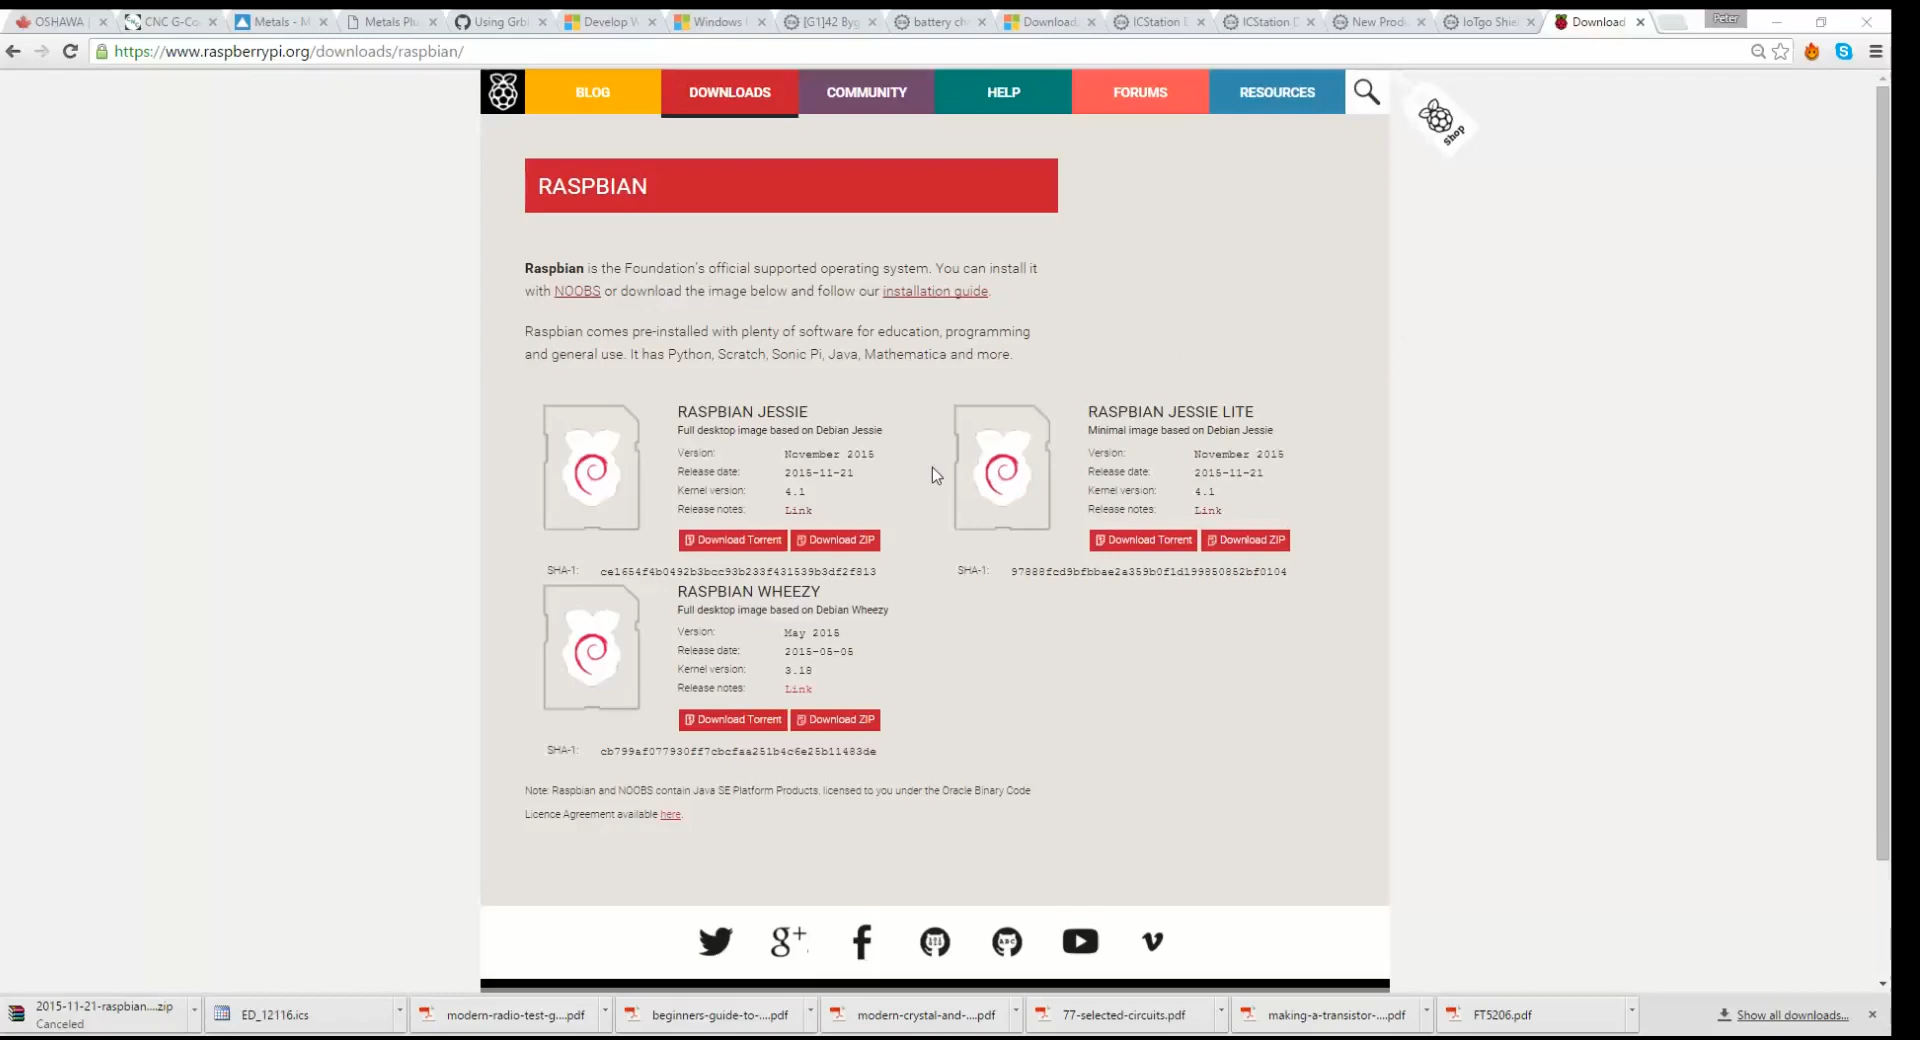 OSHAWA
CNC G-Co
Metals - M
Metals Plu
Using Grbl
Develop W
Windows
[G1]42 Byg
battery ch
Download
ICStation
ICStation
New Produ
IoTgo Shie
Download
Peter
https://www.raspberrypi.org/downloads/raspbian/
BLOG
DOWNLOADS
COMMUNITY
HELP
FORUMS
RESOURCES
shop
RASPBIAN
Raspbian is the Foundation's official supported operating system. You can install it
with NOOBS or download the image below and follow our installation guide.
Raspbian comes pre-installed with plenty of software for education, programming
and general use. It has Python, Scratch, Sonic Pi, Java, Mathematica and more.
RASPBIAN JESSIE
Full desktop image based on Debian Jessie
Version: November 2015
Release date: 2015-11-21
Kernel version: 4.1
Release notes: Link
Download Torrent
Download ZIP
SHA-1: ce1654f4b0492b3bcc93b233f431539b3df2f813
RASPBIAN JESSIE LITE
Minimal image based on Debian Jessie
Version: November 2015
Release date: 2015-11-21
Kernel version: 4.1
Release notes: Link
Download Torrent
Download ZIP
SHA-1: 97888fcd9bfbbae2a359b0f1d199850852bf0104
RASPBIAN WHEEZY
Full desktop image based on Debian Wheezy
Version: May 2015
Release date: 2015-05-05
Kernel version: 3.18
Release notes: Link
Download Torrent
Download ZIP
SHA-1: cb799af077930ff7cbcfaa251b4c6e25b11483de
Note: Raspbian and NOOBS contain Java SE Platform Products, licensed to you under the Oracle Binary Code
Licence Agreement available here.
g+
f
2015-11-21-raspbian....zip
Canceled
ED_12116.ics
modern-radio-test-g....pdf
beginners-guide-to-....pdf
modern-crystal-and-....pdf
77-selected-circuits.pdf
making-a-transistor-....pdf
FT5206.pdf
Show all downloads...